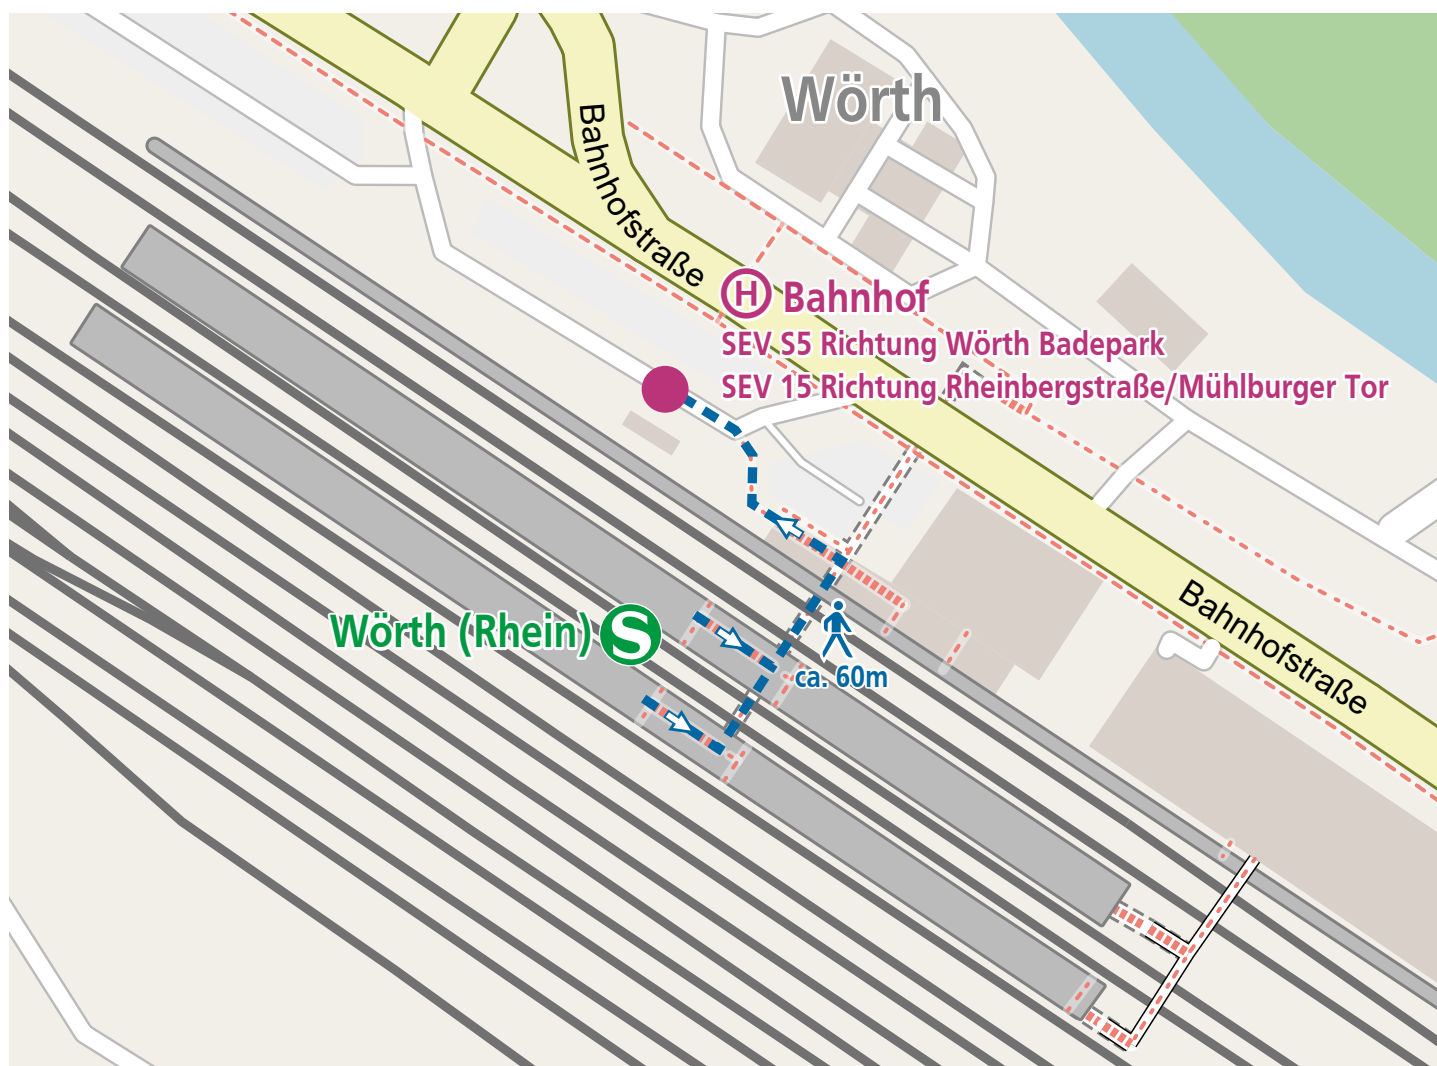 Wörth
Bahnhofstraße
H Bahnhof
SEV S5 Richtung Wörth Badepark
SEV 15 Richtung Rheinbergstraße/Mühlburger Tor
Wörth (Rhein) S
ca. 60m
Bahnhofstraße